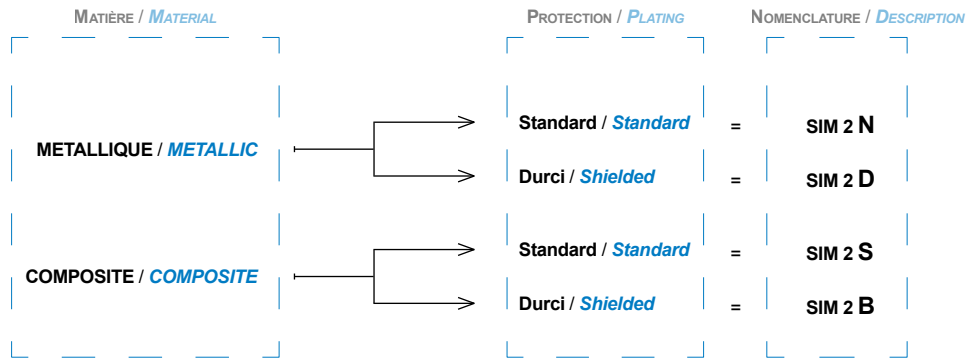 Matière / Material
Protection / Plating
Nomenclature / Description
METALLIQUE / METALLIC
Standard / Standard = SIM 2 N
Durci / Shielded = SIM 2 D
COMPOSITE / COMPOSITE
Standard / Standard = SIM 2 S
Durci / Shielded = SIM 2 B